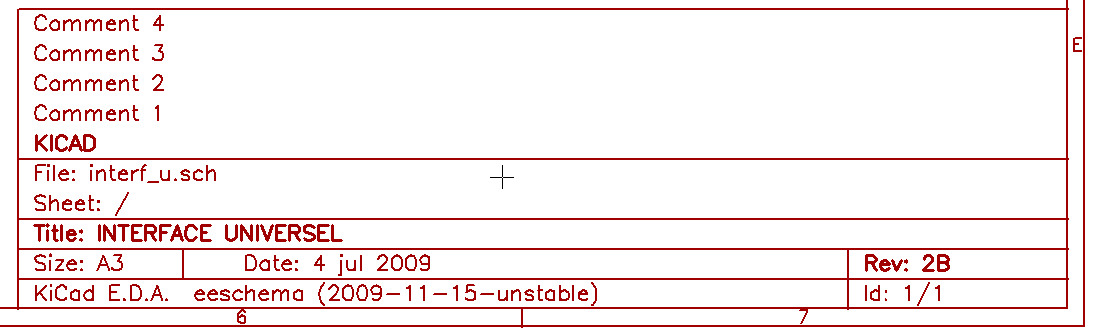 Comment 4
Comment 3
E
Comment 2
Comment 1
KICAD
File: interf_u.sch
Sheet: /
Title: INTERFACE UNIVERSEL
Size: A3 Date: 4 jul 2009 Rev: 2B
KiCad E.D.A. eeschema (2009-11-15-unstable) Id: 1/1
6 7